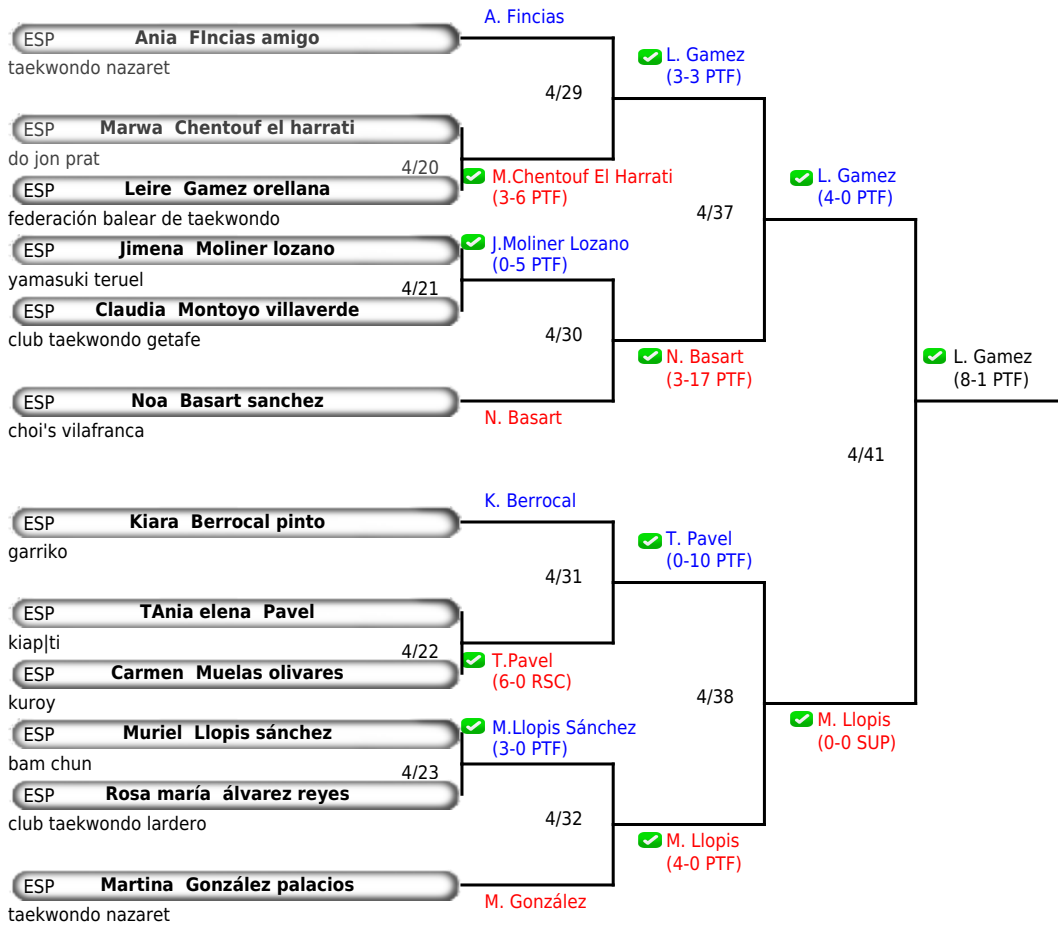 A. Fincias
ESP Ania FIncias amigo
taekwondo nazaret
L. Gamez
(3-3 PTF)
4/29
ESP Marwa Chentouf el harrati
do jon prat
4/20
M.Chentouf El Harrati
(3-6 PTF)
ESP Leire Gamez orellana
federación balear de taekwondo
L. Gamez
(4-0 PTF)
4/37
ESP Jimena Moliner lozano
yamasuki teruel
J.Moliner Lozano
(0-5 PTF)
4/21
ESP Claudia Montoyo villaverde
club taekwondo getafe
4/30
N. Basart
(3-17 PTF)
L. Gamez
(8-1 PTF)
ESP Noa Basart sanchez
choi's vilafranca
N. Basart
4/41
K. Berrocal
ESP Kiara Berrocal pinto
garriko
T. Pavel
(0-10 PTF)
4/31
ESP TAnia elena Pavel
kiap|ti
4/22
T.Pavel
(6-0 RSC)
ESP Carmen Muelas olivares
kuroy
4/38
M. Llopis
(0-0 SUP)
ESP Muriel Llopis sánchez
bam chun
M.Llopis Sánchez
(3-0 PTF)
4/23
ESP Rosa maría álvarez reyes
club taekwondo lardero
4/32
M. Llopis
(4-0 PTF)
ESP Martina González palacios
taekwondo nazaret
M. González